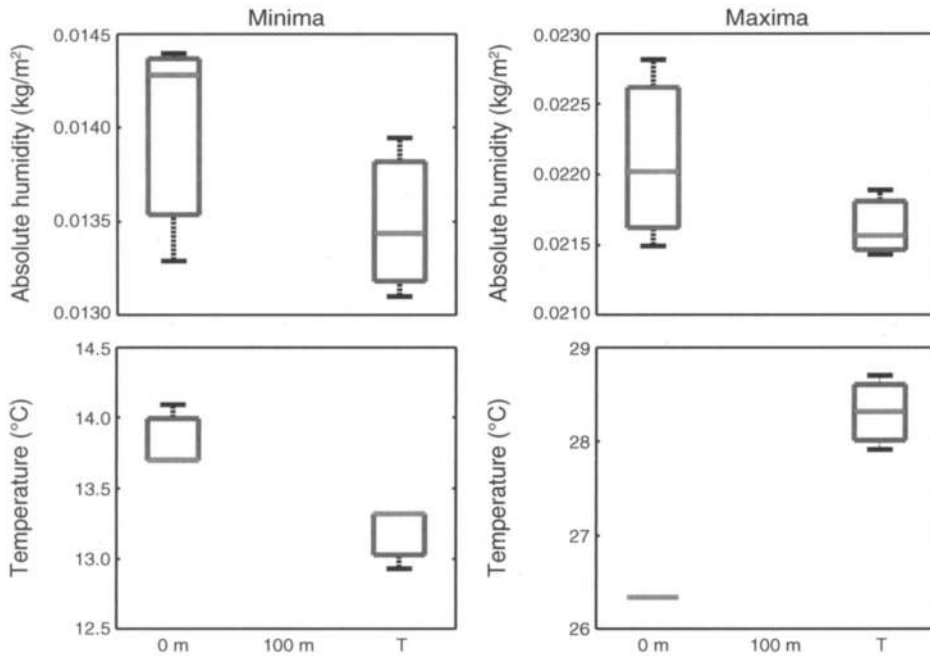 Minima
Maxima
Absolute humidity (kg/m²)
0.0145
0.0140
0.0135
0.0130
Absolute humidity (kg/m²)
0.0230
0.0225
0.0220
0.0215
0.0210
Temperature (°C)
14.5
14.0
13.5
13.0
12.5
0 m 100 m T
Temperature (°C)
29
28
27
26
0 m 100 m T